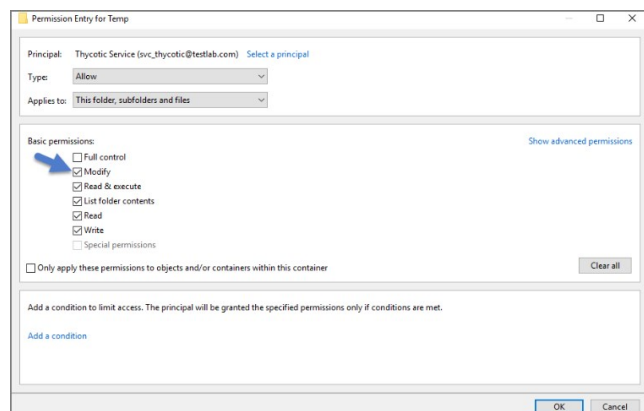 Permission Entry for Temp
Principal: Thycotic Service (svc_thycotic@testlab.com) Select a principal
Type: Allow
Applies to: This folder, subfolders and files
Basic permissions: Show advanced permissions
Full control
Modify
Read & execute
List folder contents
Read
Write
Special permissions
Only apply these permissions to objects and/or containers within this container Clear all
Add a condition to limit access. The principal will be granted the specified permissions only if conditions are met.
Add a condition
OK Cancel